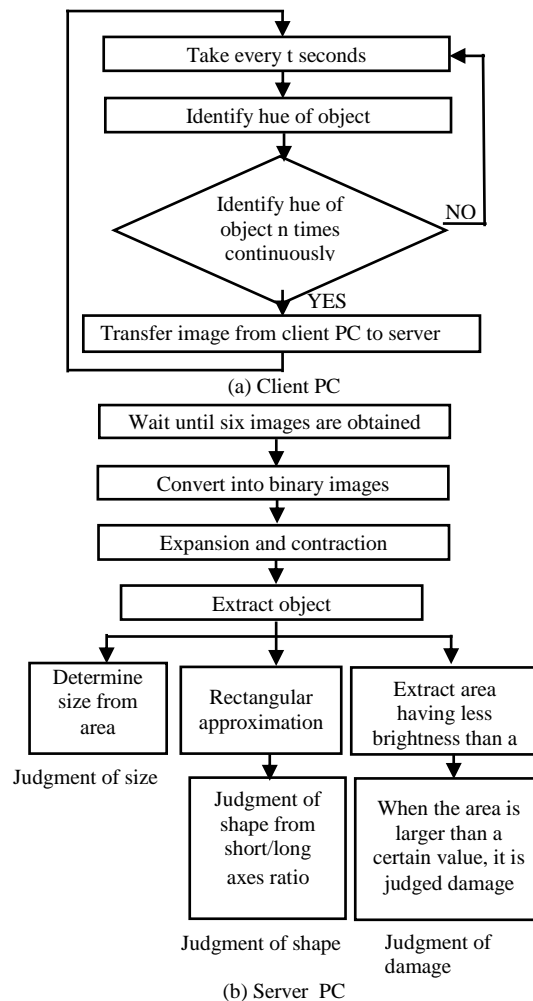 Take every t seconds
Identify hue of object
Identify hue of
object n times
continuously
NO
YES
Transfer image from client PC to server
(a) Client PC
Wait until six images are obtained
Convert into binary images
Expansion and contraction
Extract object
Determine
size from
area
Judgment of size
Rectangular
approximation
Judgment of
shape from
short/long
axes ratio
Judgment of shape
Extract area
having less
brightness than a
When the area is
larger than a
certain value, it is
judged damage
Judgment of
damage
(b) Server PC